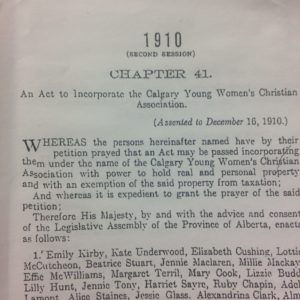 1910
(SECOND SESSION)
CHAPTER 41.
An Act to Incorporate the Calgary Young Women's Christian
Association.
(Assented to December 16, 1910.)
WHEREAS the persons hereinafter named have by their
petition prayed that an Act may be passed incorporating
them under the name of the Calgary Young Women's Christian
Association with power to hold real and personal property
and with an exemption of the said property from taxation;
And whereas it is expedient to grant the prayer of the said
petition;
Therefore His Majesty, by and with the advice and consent
of the Legislative Assembly of the Province of Alberta, enacts
as follows:
1. Emily Kirby, Kate Underwood, Elizabeth Cushing, Lottie
McCutcheon, Beatrice Stuart, Jennie Maclaren, Millie Mackay
Effie McWilliams, Margaret Terril, Mary Cook, Lizzie Budd
Lilly Hunt, Jennie Tony, Harriet Sayre, Ruby Chapin, Ade
Jamont, Alice Staines, Jessie Glass, Alexandrina Clark, Alm